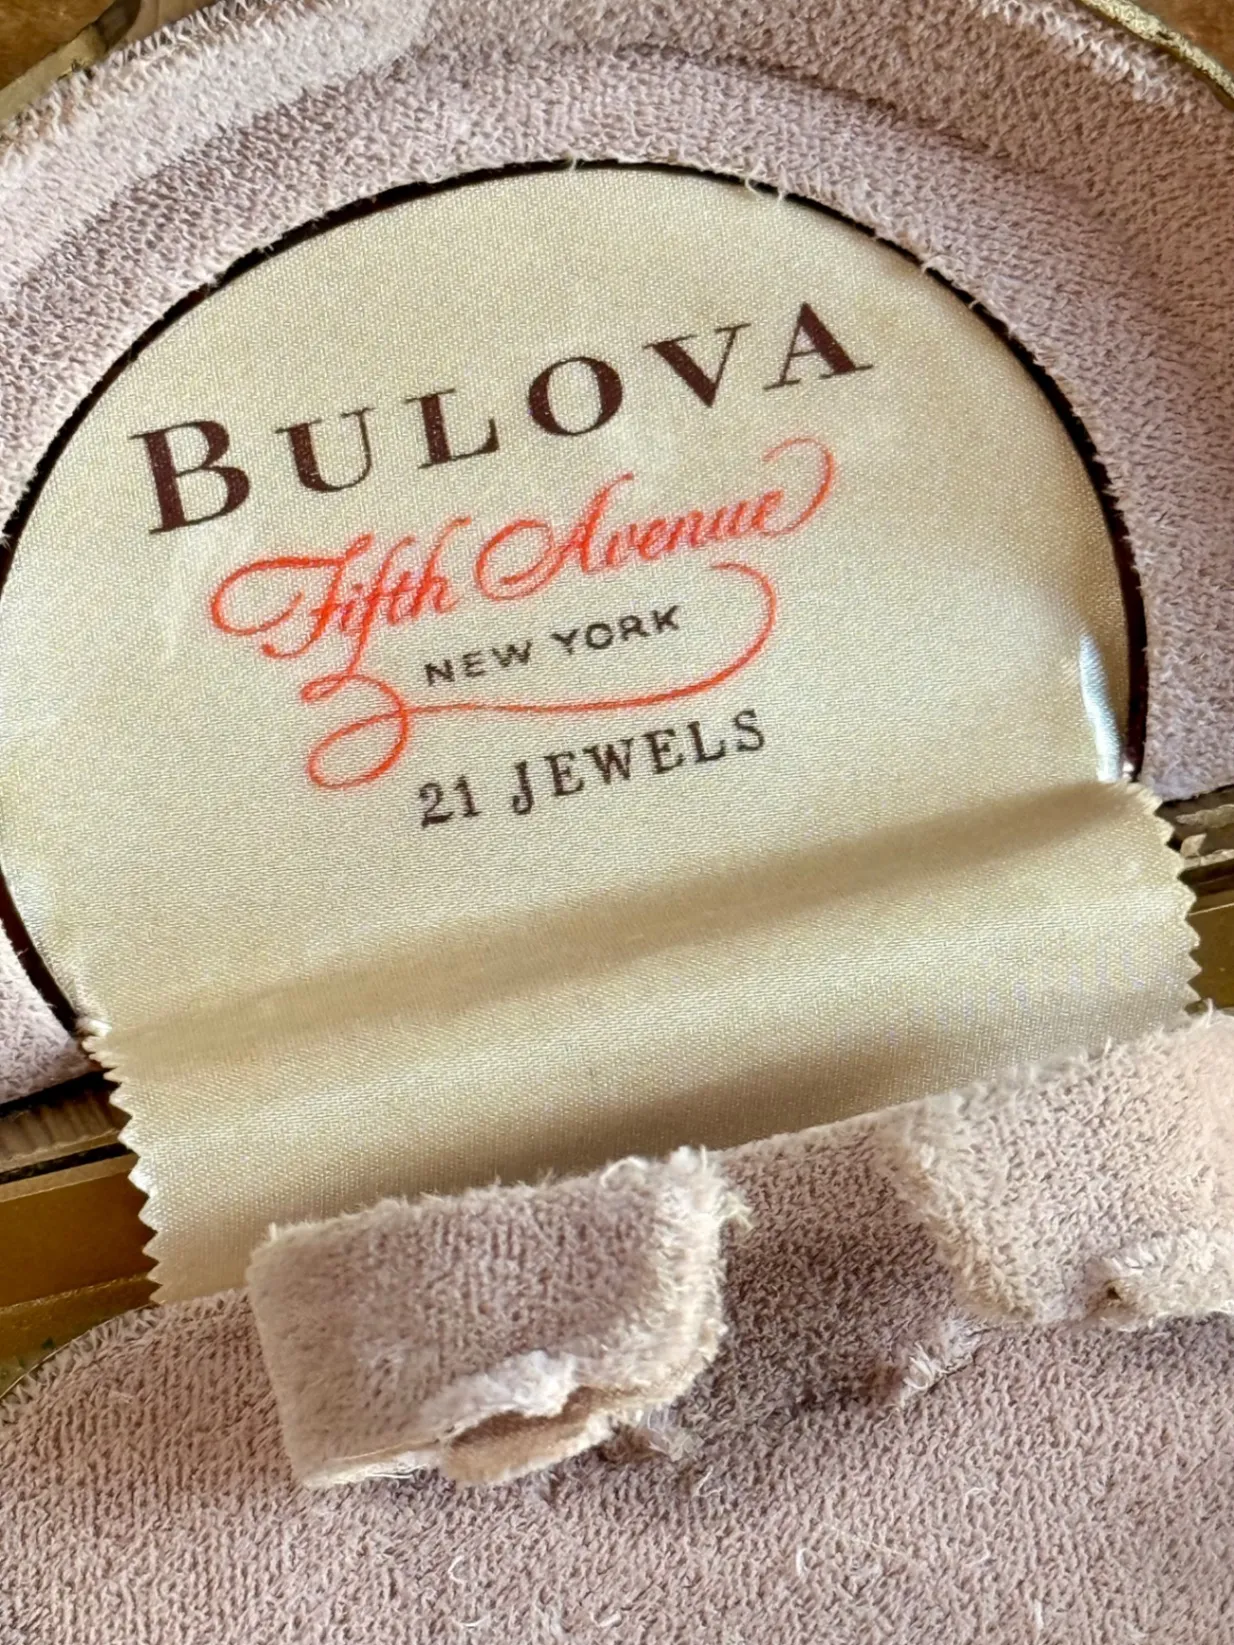 BULOVA
Fifth Avenue
NEW YORK
21 JEWELS